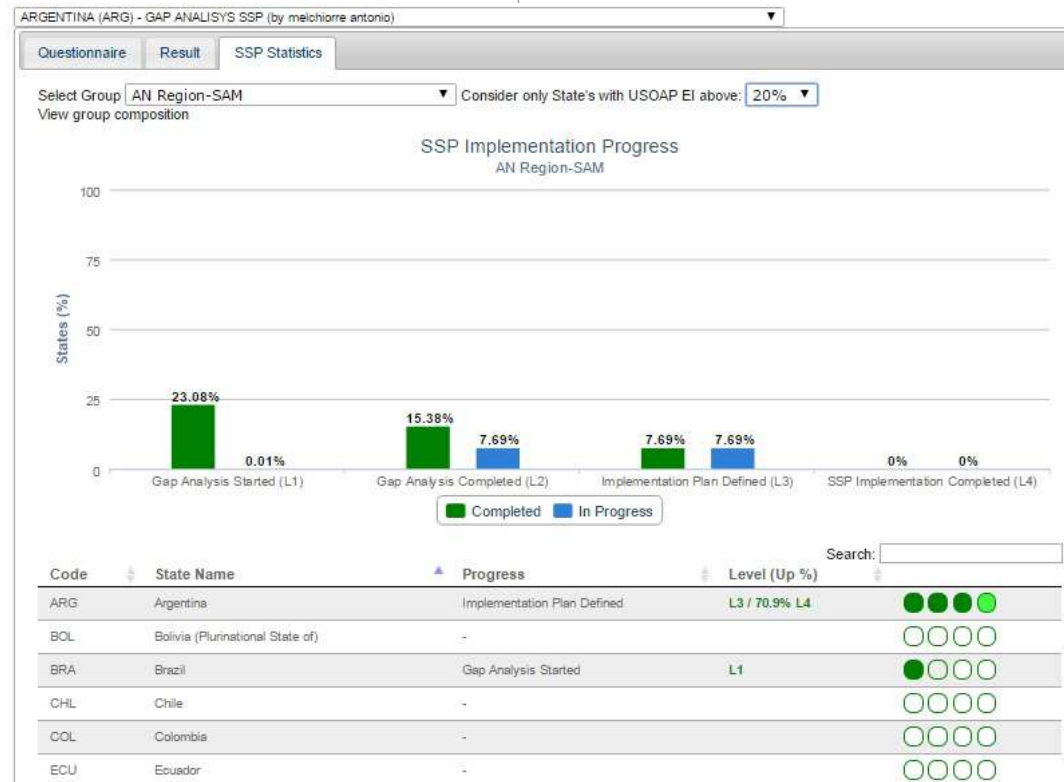 ARGENTINA (ARG) - GAP ANALISYS SSP (by melchiorre antonio)
Questionnaire Result SSP Statistics
Select Group AN Region-SAM Consider only State's with USOAP EI above: 20%
View group composition
SSP Implementation Progress
AN Region-SAM
States (%)
100
75
50
25
0
23.08% 0.01% 15.38% 7.69% 7.69% 7.69% 0% 0%
Gap Analysis Started (L1) Gap Analysis Completed (L2) Implementation Plan Defined (L3) SSP Implementation Completed (L4)
Completed In Progress
Search:
Code State Name Progress Level (Up %)
ARG Argentina Implementation Plan Defined L3 / 70.9% L4
BOL Bolivia (Plurinational State of) -
BRA Brazil Gap Analysis Started L1
CHL Chile -
COL Colombia -
ECU Ecuador -